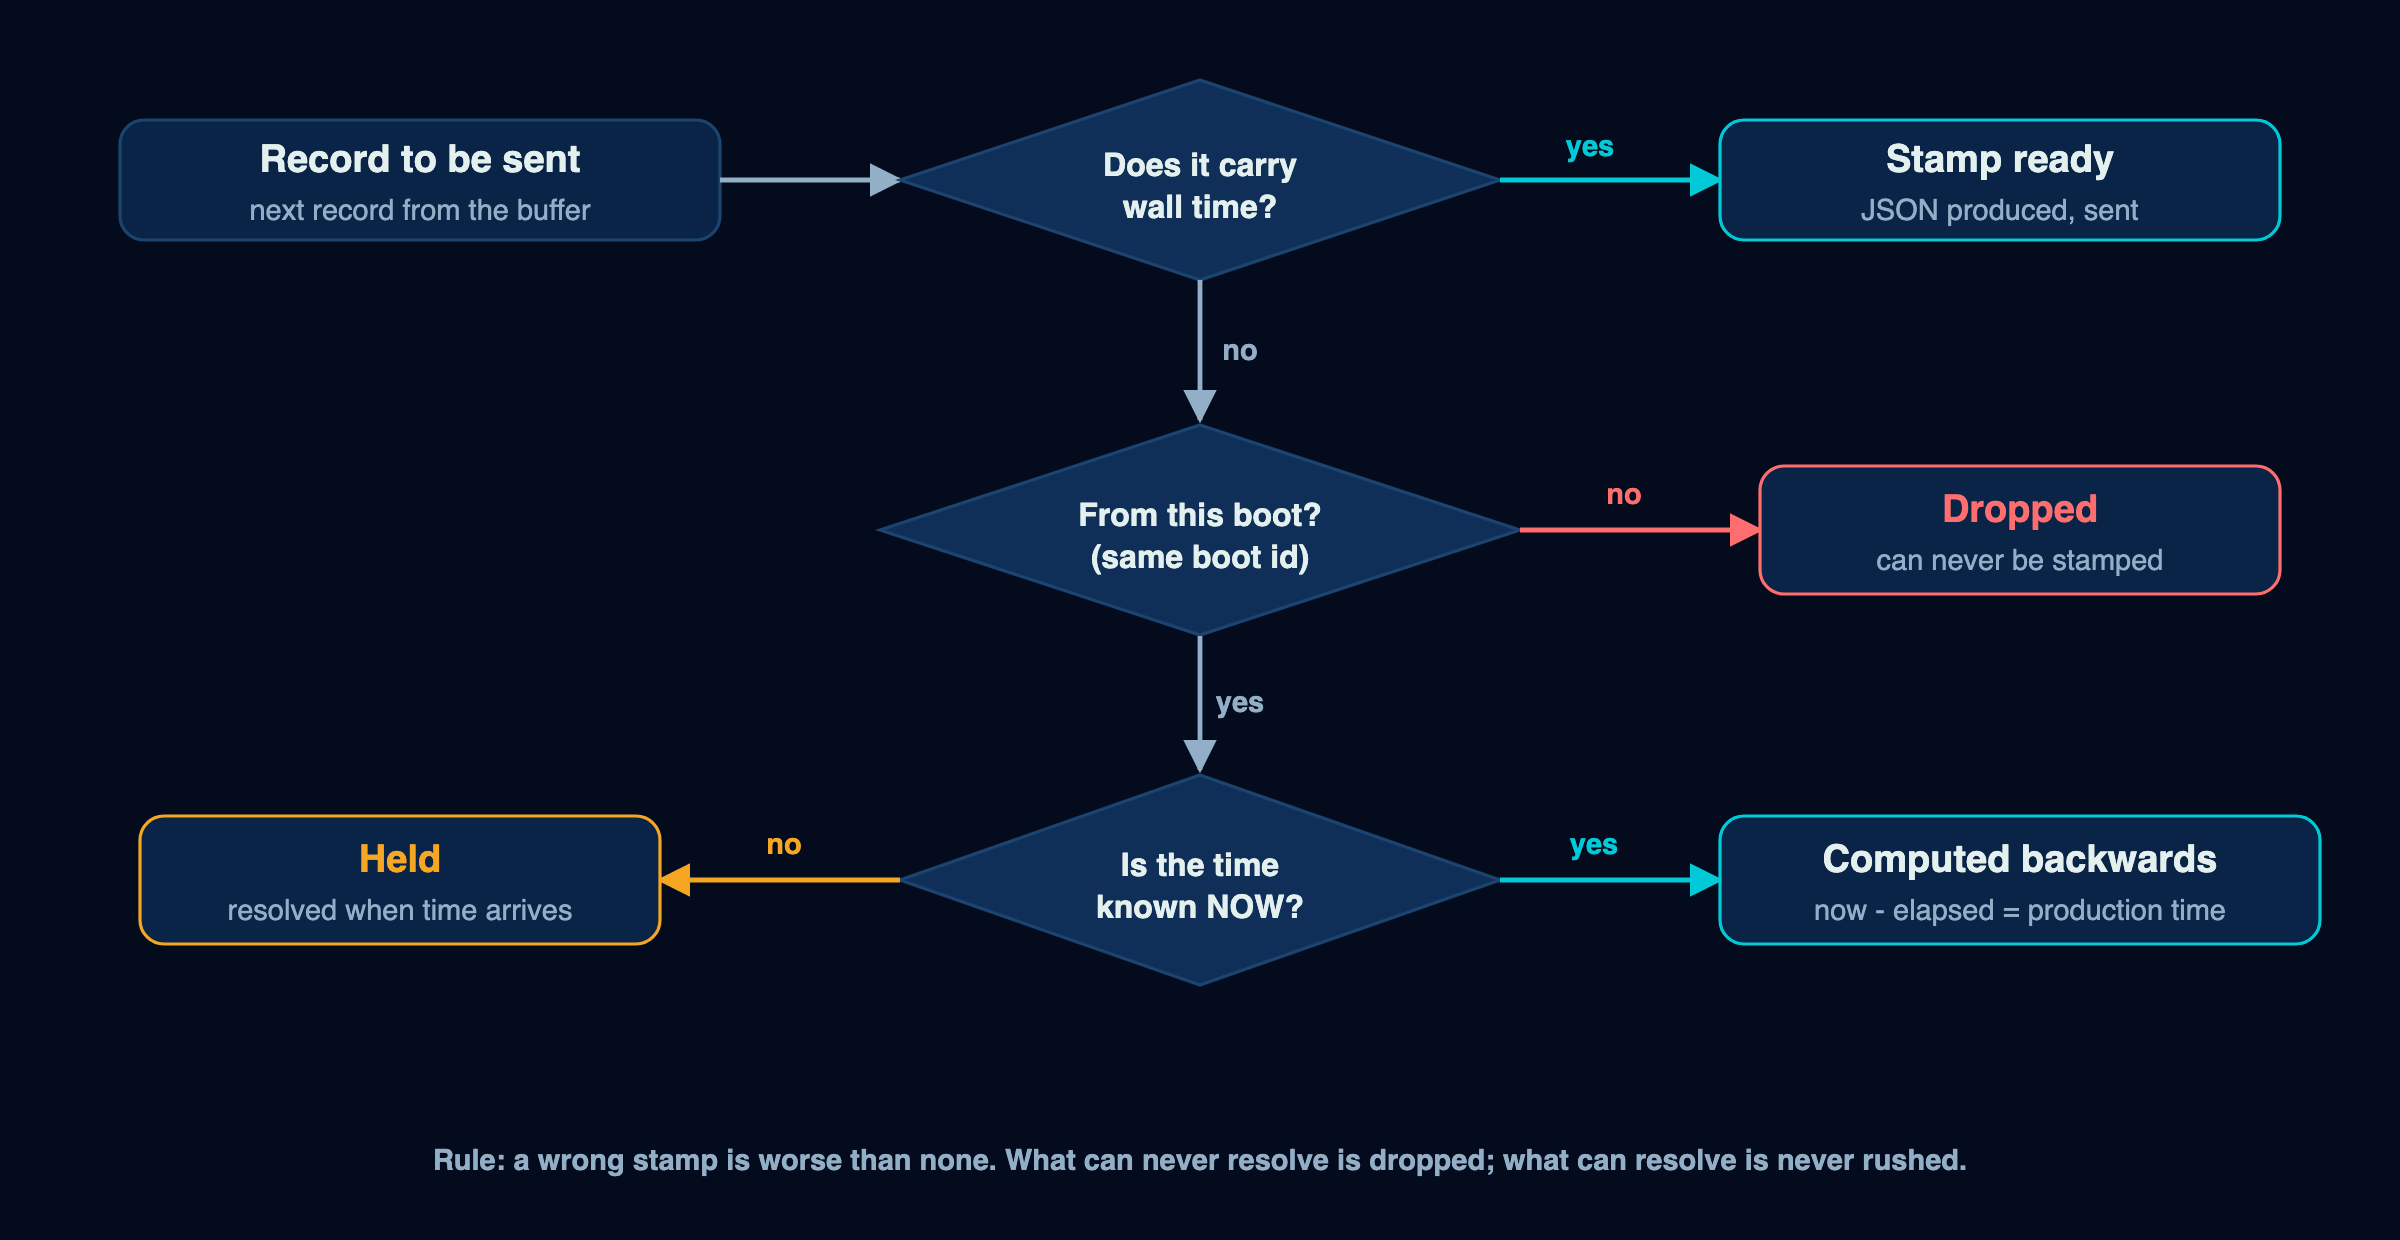 Record to be sent
next record from the buffer
Does it carry
wall time?
yes
Stamp ready
JSON produced, sent
no
From this boot?
(same boot id)
no
Dropped
can never be stamped
yes
Held
resolved when time arrives
no
Is the time
known NOW?
yes
Computed backwards
now - elapsed = production time
Rule: a wrong stamp is worse than none. What can never resolve is dropped; what can resolve is never rushed.